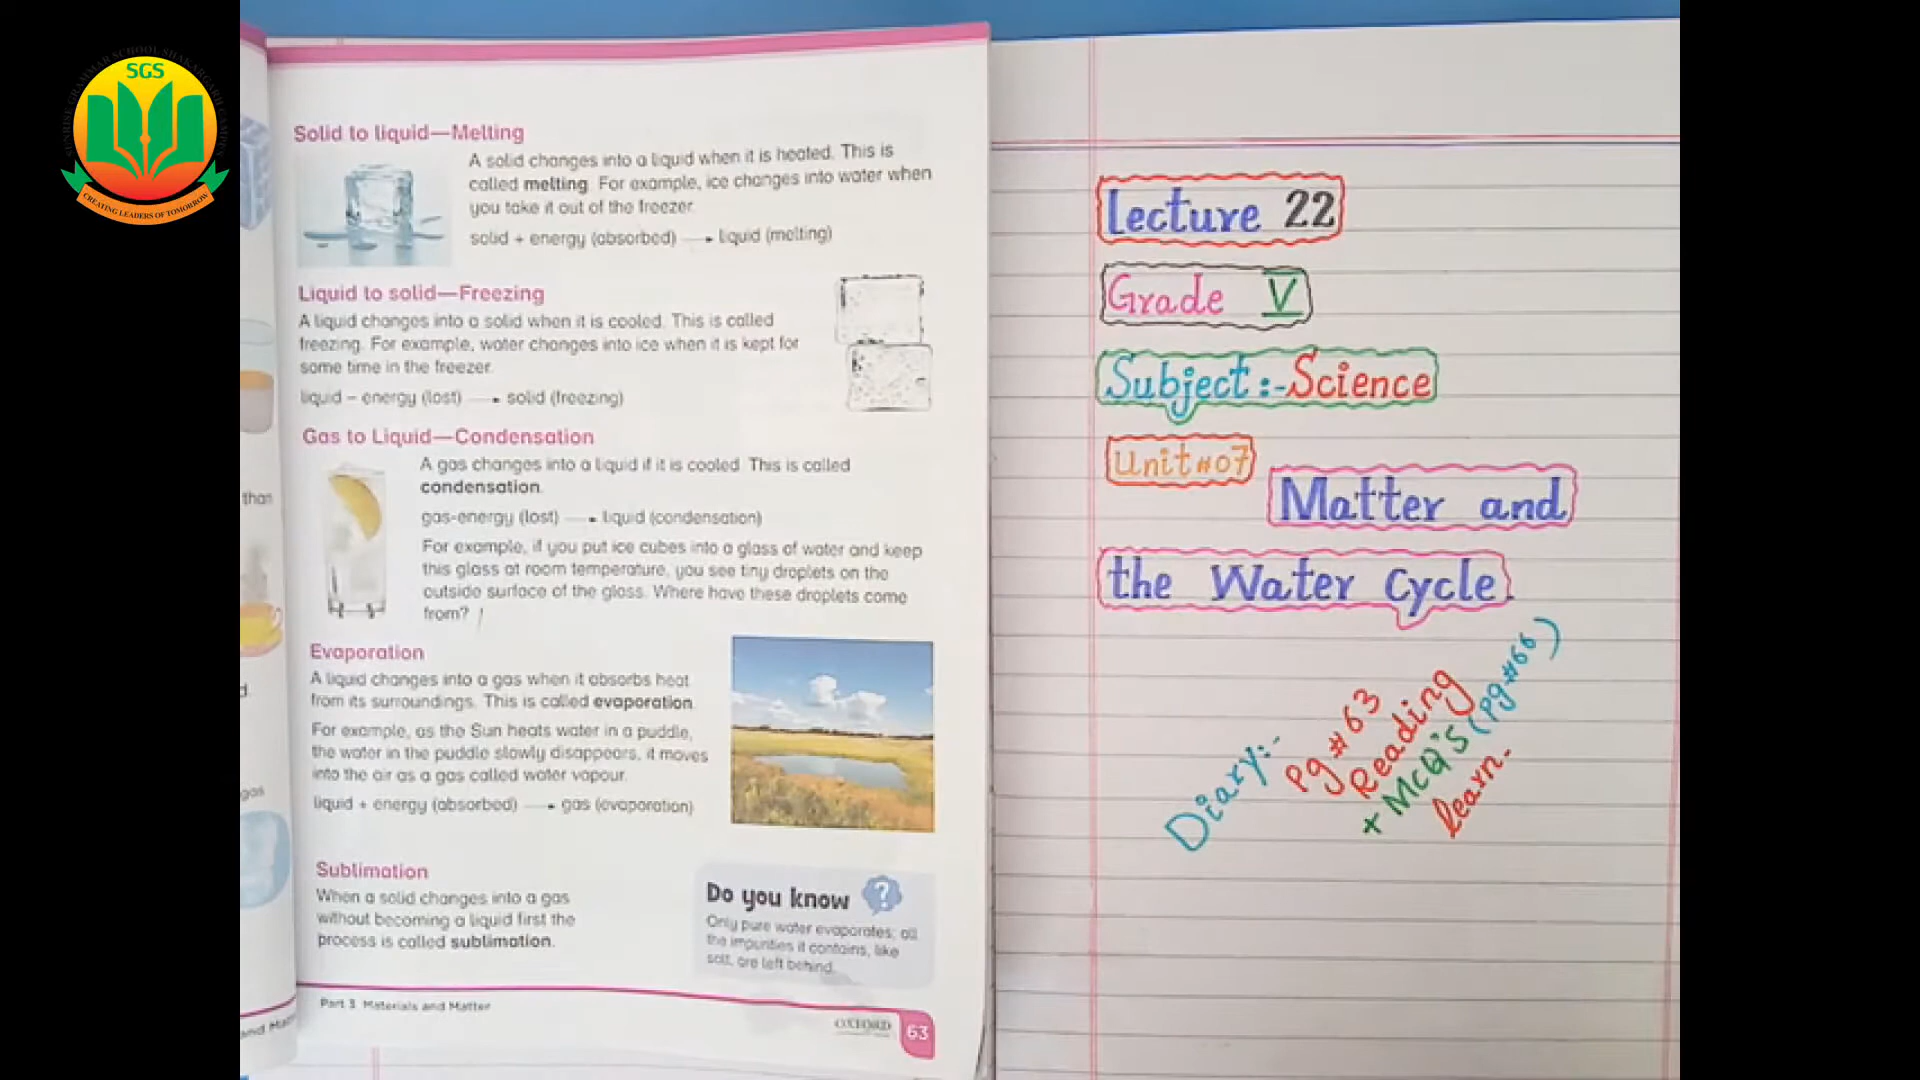 SGS
SUNRISE GRAMMAR SCHOOL SHAKARGARH CAMPUS
CREATING LEADERS OF TOMORROW
than
d.
gas
and Mat
Solid to liquid—Melting
A solid changes into a liquid when it is heated. This is
called melting. For example, ice changes into water when
you take it out of the freezer.
solid + energy (absorbed) → liquid (melting)
Liquid to solid—Freezing
A liquid changes into a solid when it is cooled. This is called
freezing. For example, water changes into ice when it is kept for
some time in the freezer.
liquid – energy (lost) → solid (freezing)
Gas to Liquid—Condensation
A gas changes into a liquid if it is cooled. This is called
condensation.
gas-energy (lost) → liquid (condensation)
For example, if you put ice cubes into a glass of water and keep
this glass at room temperature, you see tiny droplets on the
outside surface of the glass. Where have these droplets come
from?
Evaporation
A liquid changes into a gas when it absorbs heat
from its surroundings. This is called evaporation.
For example, as the Sun heats water in a puddle,
the water in the puddle slowly disappears, it moves
into the air as a gas called water vapour.
liquid + energy (absorbed) → gas (evaporation)
Sublimation
When a solid changes into a gas
without becoming a liquid first the
process is called sublimation.
Do you know ?
Only pure water evaporates; all
the impurities it contains, like
salt, are left behind.
Part 3 Materials and Matter
OXFORD
63
Lecture 22
Grade V
Subject:-Science
Unit#07
Matter and
the Water Cycle.
Diary:-
Pg#63
Reading
+ McQ's (Pg#66)
learn.